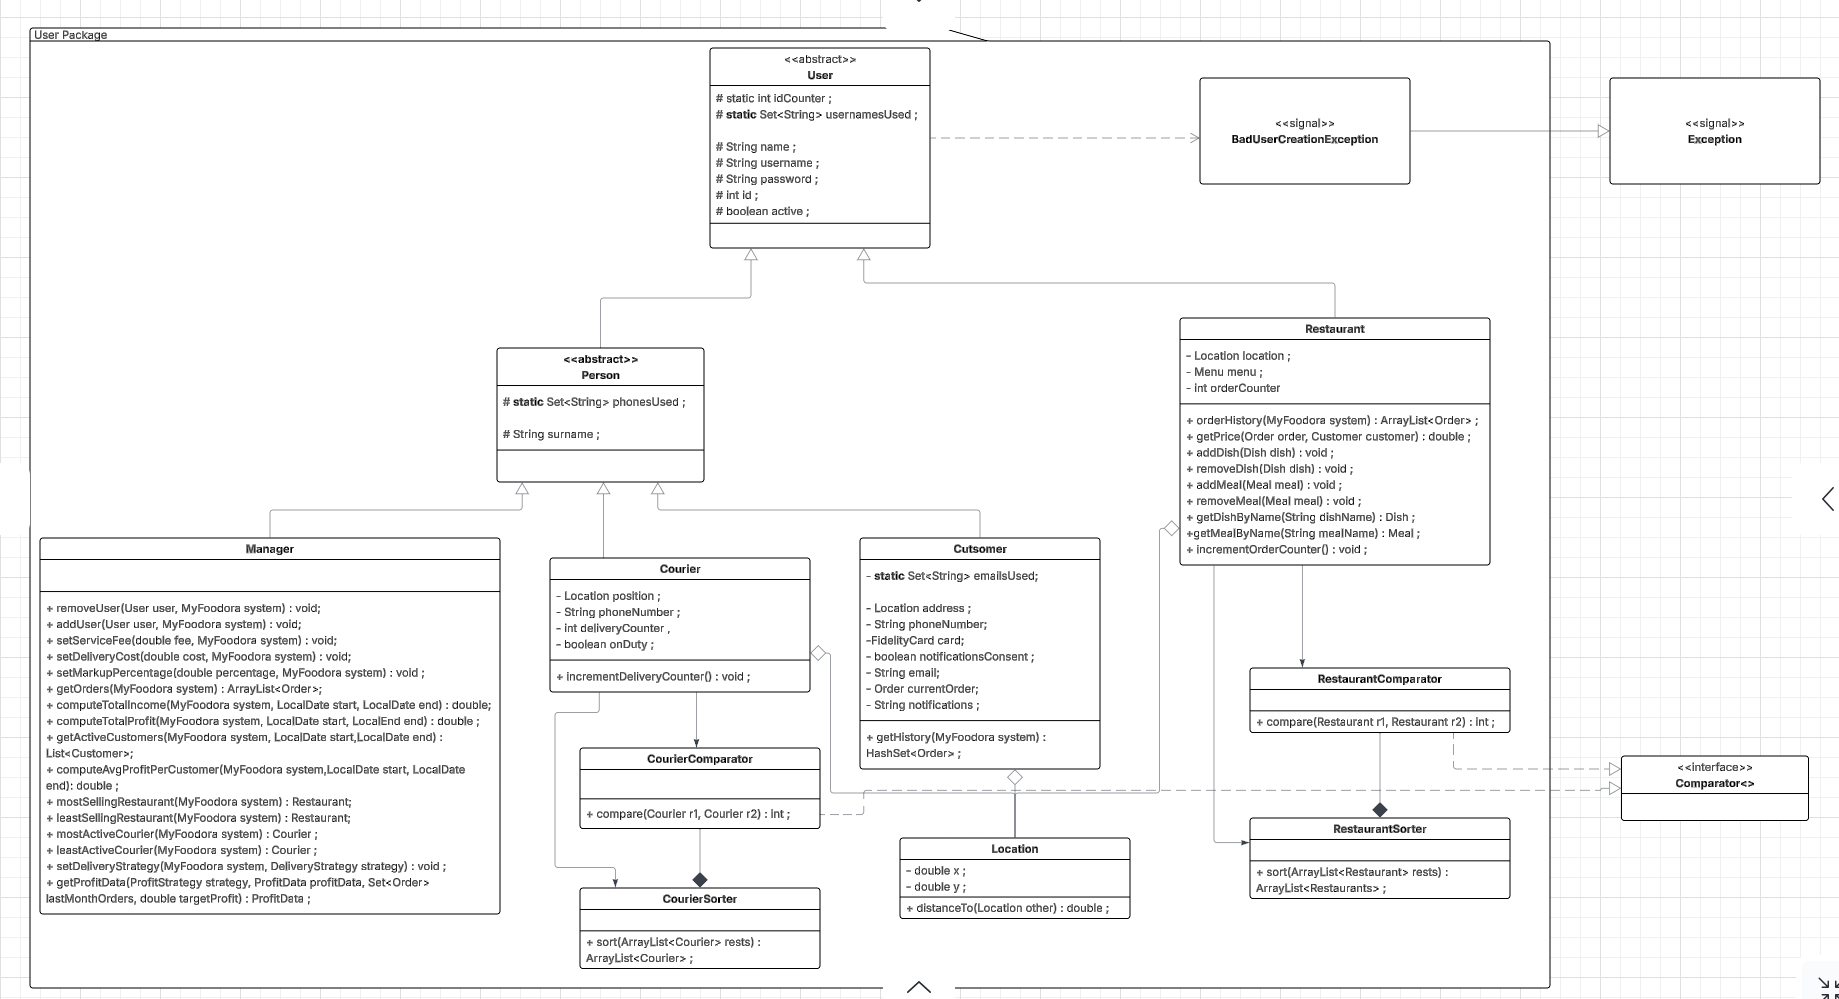 User Package
<<abstract>>
User
# static int idCounter ;
# static Set<String> usernamesUsed ;
# String name ;
# String username ;
# String password ;
# int id ;
# boolean active ;
<<signal>>
BadUserCreationException
<<signal>>
Exception
<<abstract>>
Person
# static Set<String> phonesUsed ;
# String surname ;
Restaurant
- Location location ;
- Menu menu ;
- int orderCounter
+ orderHistory(MyFoodora system) : ArrayList<Order> ;
+ getPrice(Order order, Customer customer) : double ;
+ addDish(Dish dish) : void ;
+ removeDish(Dish dish) : void ;
+ addMeal(Meal meal) : void ;
+ removeMeal(Meal meal) : void ;
+ getDishByName(String dishName) : Dish ;
+getMealByName(String mealName) : Meal ;
+ incrementOrderCounter() : void ;
Manager
+ removeUser(User user, MyFoodora system) : void;
+ addUser(User user, MyFoodora system) : void;
+ setServiceFee(double fee, MyFoodora system) : void;
+ setDeliveryCost(double cost, MyFoodora system) : void;
+ setMarkupPercentage(double percentage, MyFoodora system) : void ;
+ getOrders(MyFoodora system) : ArrayList<Order>;
+ computeTotalIncome(MyFoodora system, LocalDate start, LocalDate end) : double;
+ computeTotalProfit(MyFoodora system, LocalDate start, LocalEnd end) : double ;
+ getActiveCustomers(MyFoodora system, LocalDate start,LocalDate end) :
List<Customer>;
+ computeAvgProfitPerCustomer(MyFoodora system,LocalDate start, LocalDate
end): double ;
+ mostSellingRestaurant(MyFoodora system) : Restaurant;
+ leastSellingRestaurant(MyFoodora system) : Restaurant;
+ mostActiveCourier(MyFoodora system) : Courier ;
+ leastActiveCourier(MyFoodora system) : Courier ;
+ setDeliveryStrategy(MyFoodora system, DeliveryStrategy strategy) : void ;
+ getProfitData(ProfitStrategy strategy, ProfitData profitData, Set<Order>
lastMonthOrders, double targetProfit) : ProfitData ;
Courier
- Location position ;
- String phoneNumber ;
- int deliveryCounter ,
- boolean onDuty ;
+ incrementDeliveryCounter() : void ;
Cutsomer
- static Set<String> emailsUsed;
- Location address ;
- String phoneNumber;
-FidelityCard card;
- boolean notificationsConsent ;
- String email;
- Order currentOrder;
- String notifications ;
+ getHistory(MyFoodora system) :
HashSet<Order> ;
RestaurantComparator
+ compare(Restaurant r1, Restaurant r2) : int ;
CourierComparator
+ compare(Courier r1, Courier r2) : int ;
<<interface>>
Comparator<>
Location
- double x ;
- double y ;
+ distanceTo(Location other) : double ;
RestaurantSorter
+ sort(ArrayList<Restaurant> rests) :
ArrayList<Restaurants> ;
CourierSorter
+ sort(ArrayList<Courier> rests) :
ArrayList<Courier> ;